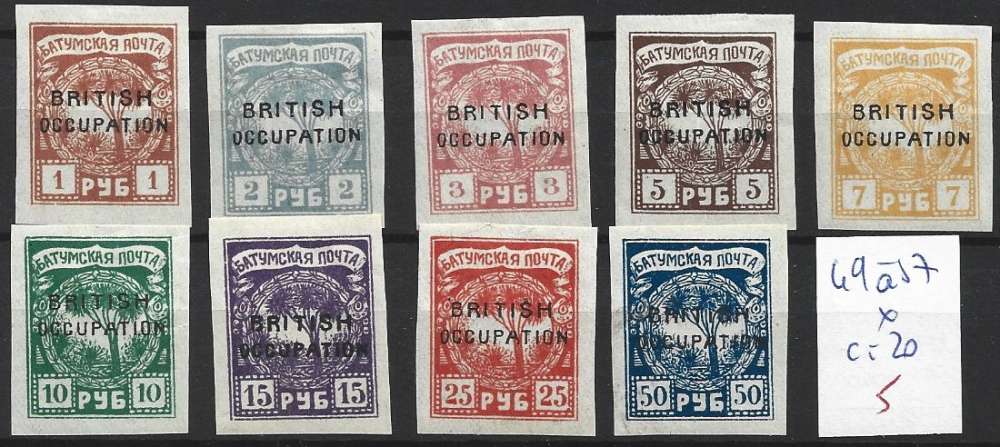 БАТУМСКАЯ ПОЧТА
BRITISH
OCCUPATION
1 РУБ 1
БАТУМСКАЯ ПОЧТА
BRITISH
OCCUPATION
2 РУБ 2
БАТУМСКАЯ ПОЧТА
BRITISH
OCCUPATION
3 РУБ 3
БАТУМСКАЯ ПОЧТА
BRITISH
OCCUPATION
5 РУБ 5
БАТУМСКАЯ ПОЧТА
BRITISH
OCCUPATION
7 РУБ 7
БАТУМСКАЯ ПОЧТА
BRITISH
OCCUPATION
10 РУБ 10
БАТУМСКАЯ ПОЧТА
BRITISH
OCCUPATION
15 РУБ 15
БАТУМСКАЯ ПОЧТА
BRITISH
OCCUPATION
25 РУБ 25
БАТУМСКАЯ ПОЧТА
BRITISH
OCCUPATION
50 РУБ 50
49 à 57
x
c = 20
5